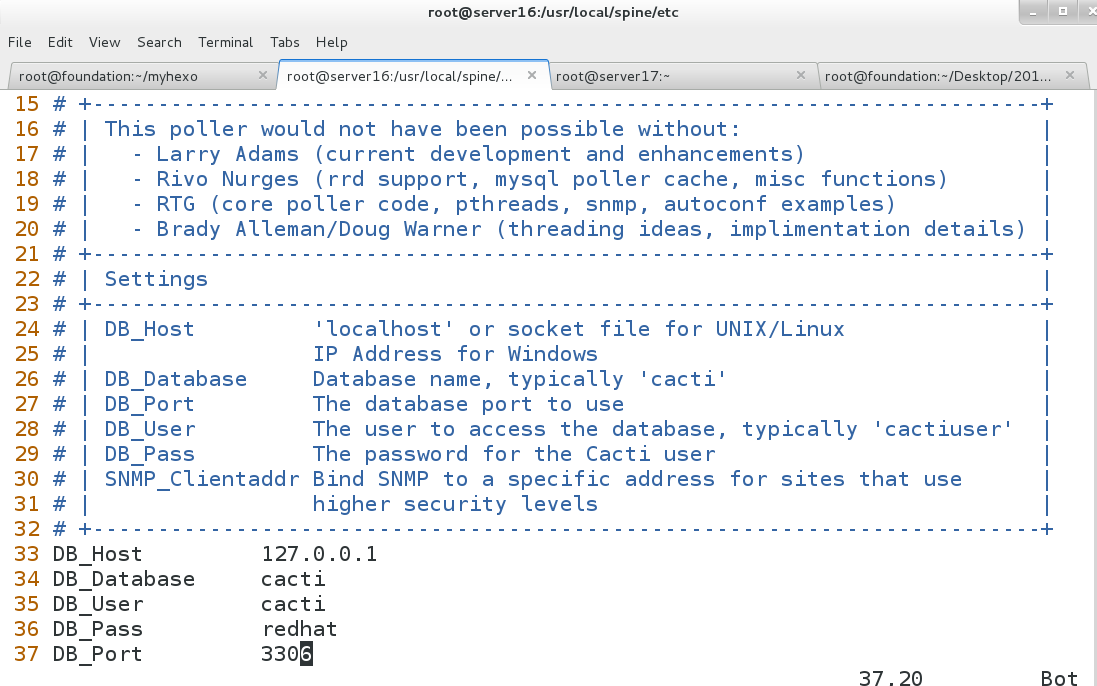 root@server16:/usr/local/spine/etc
File Edit View Search Terminal Tabs Help
root@foundation:~/myhexo × root@server16:/usr/local/spine/... × root@server17:~ × root@foundation:~/Desktop/201... ×
15 # +--------------------------------------------------------------------------+
16 # | This poller would not have been possible without: |
17 # |   - Larry Adams (current development and enhancements) |
18 # |   - Rivo Nurges (rrd support, mysql poller cache, misc functions) |
19 # |   - RTG (core poller code, pthreads, snmp, autoconf examples) |
20 # |   - Brady Alleman/Doug Warner (threading ideas, implimentation details) |
21 # +--------------------------------------------------------------------------+
22 # | Settings |
23 # +--------------------------------------------------------------------------+
24 # | DB_Host         'localhost' or socket file for UNIX/Linux |
25 # |                 IP Address for Windows |
26 # | DB_Database     Database name, typically 'cacti' |
27 # | DB_Port         The database port to use |
28 # | DB_User         The user to access the database, typically 'cactiuser' |
29 # | DB_Pass         The password for the Cacti user |
30 # | SNMP_Clientaddr Bind SNMP to a specific address for sites that use |
31 # |                 higher security levels |
32 # +--------------------------------------------------------------------------+
33 DB_Host         127.0.0.1
34 DB_Database     cacti
35 DB_User         cacti
36 DB_Pass         redhat
37 DB_Port         3306
37.20 Bot